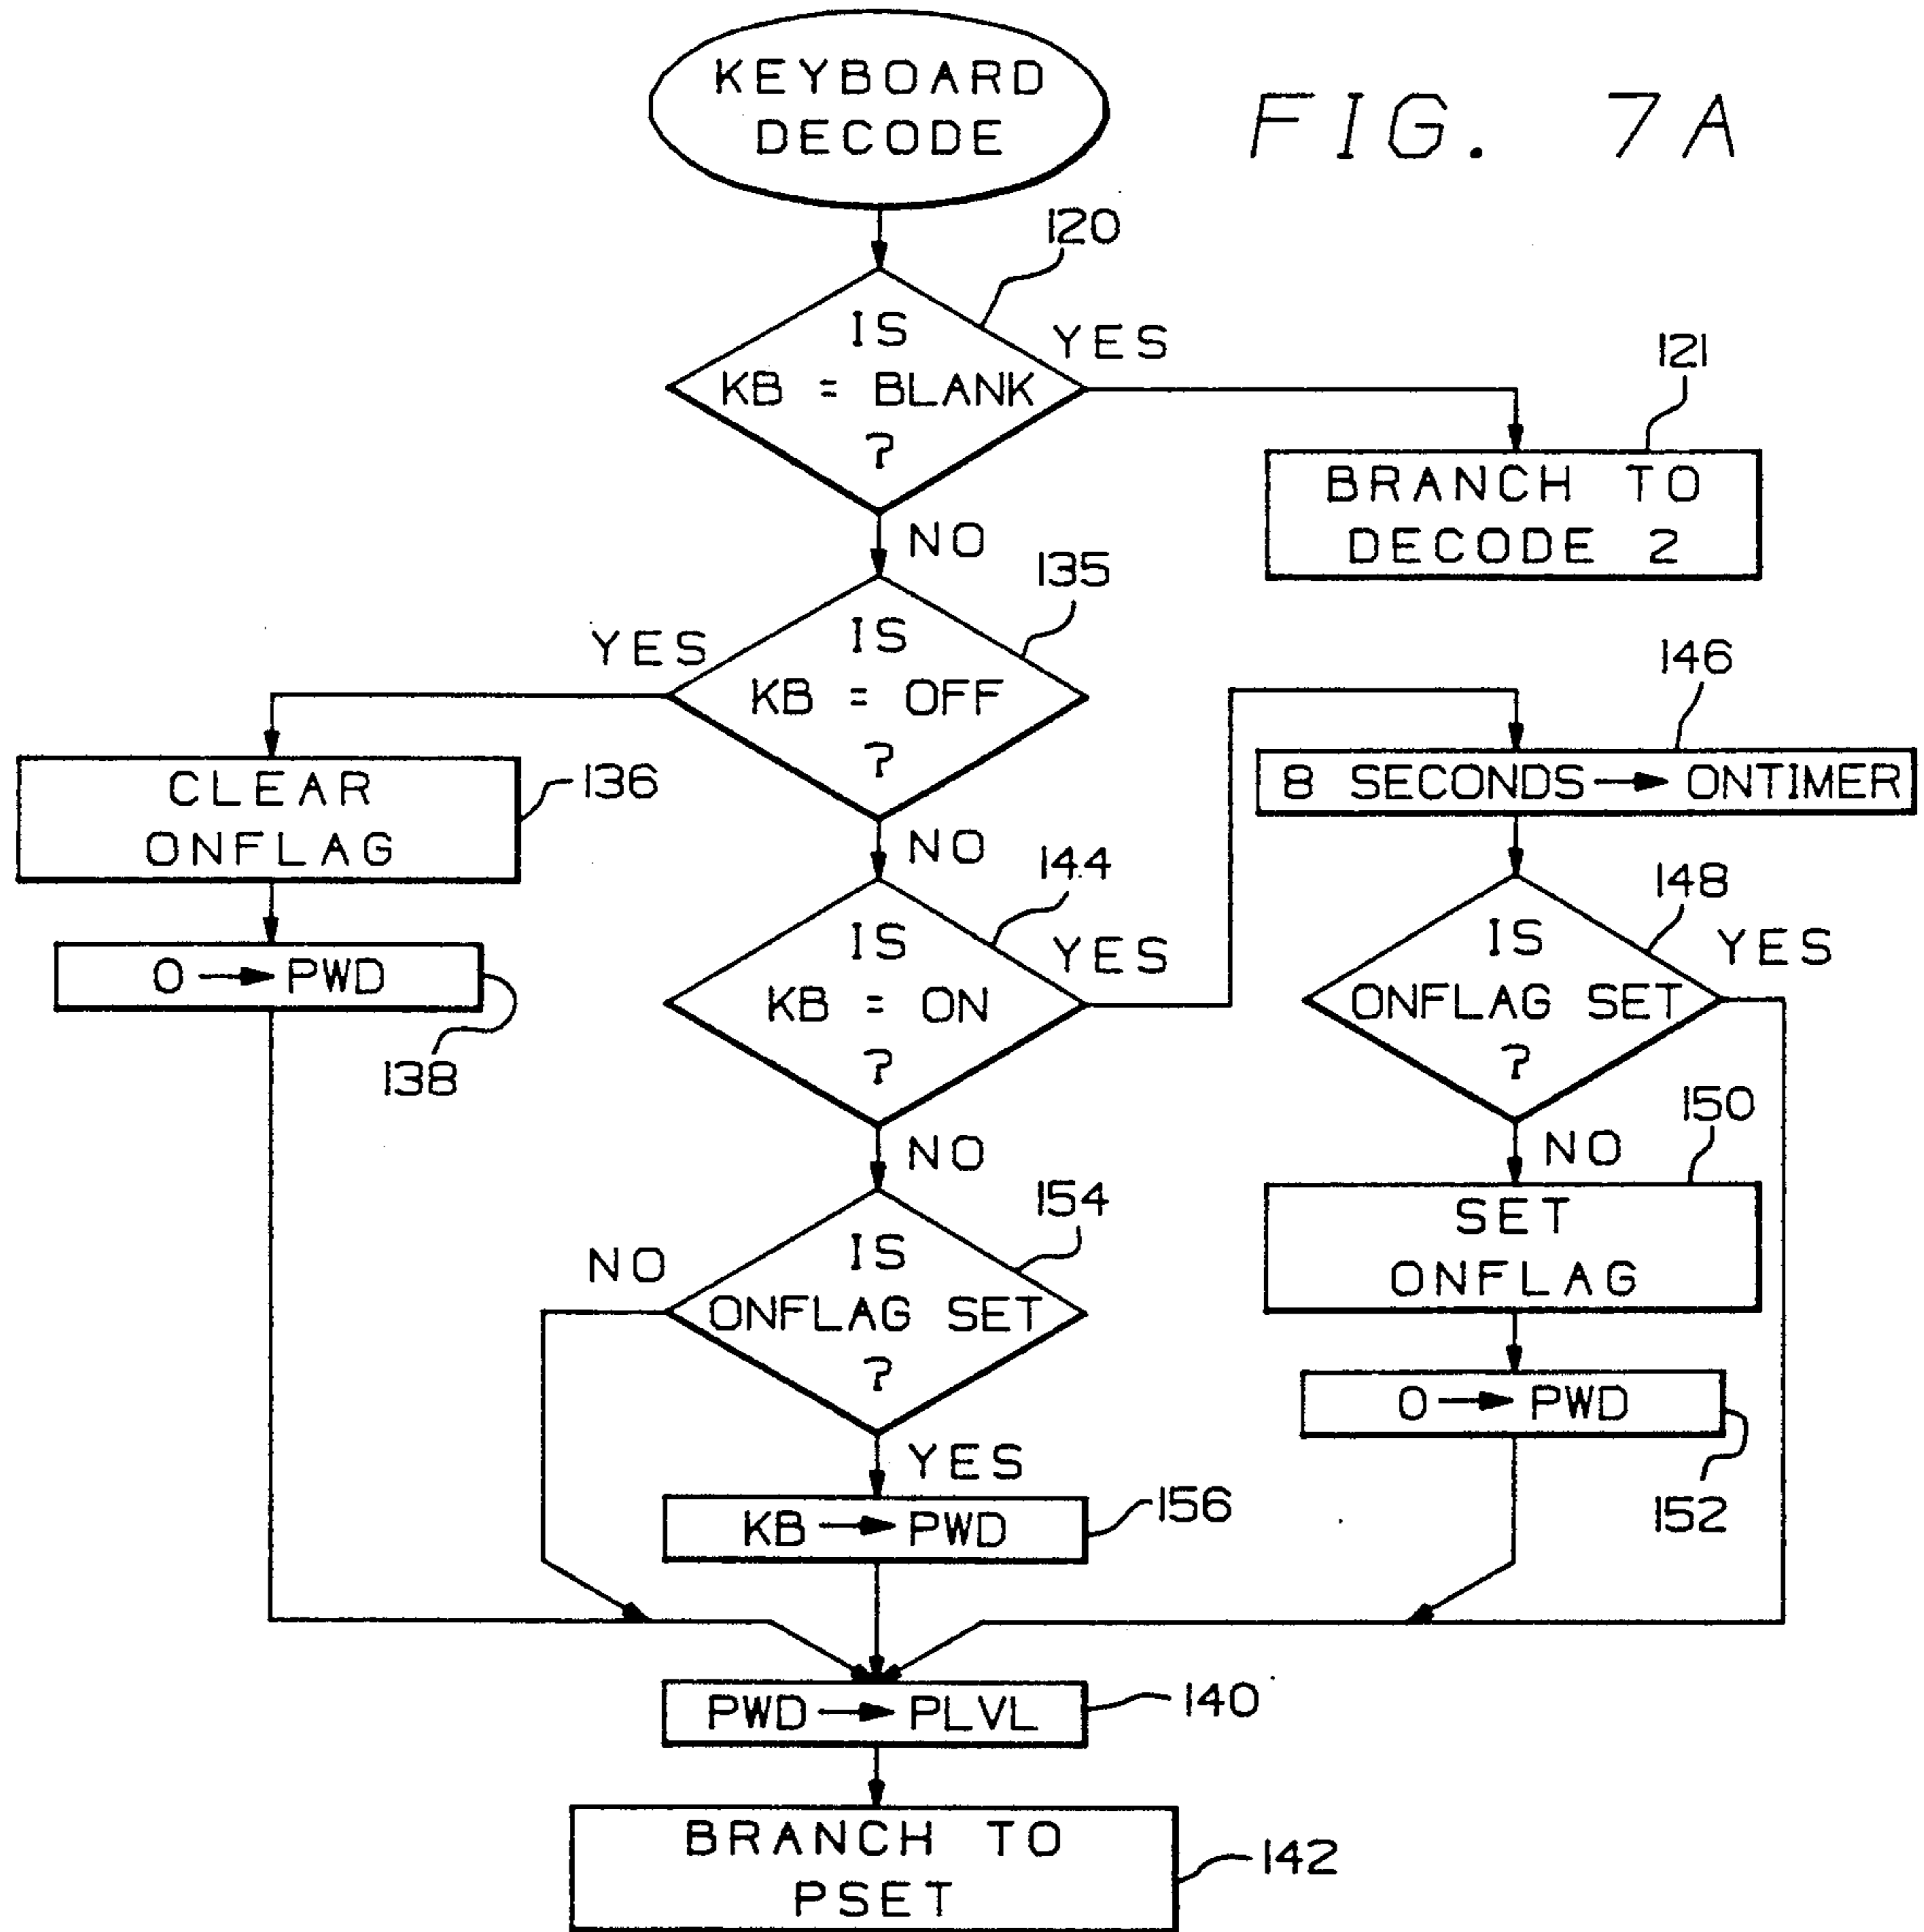 KEYBOARD
DECODE
FIG. 7A
120
IS
KB = BLANK
?
YES
121
BRANCH TO
DECODE 2
NO
135
IS
KB = OFF
?
YES
136
CLEAR
ONFLAG
138
0 → PWD
NO
144
IS
KB = ON
?
YES
146
8 SECONDS → ONTIMER
148
IS
ONFLAG SET
?
YES
NO
150
SET
ONFLAG
0 → PWD
152
NO
154
IS
ONFLAG SET
?
NO
YES
KB → PWD
156
PWD → PLVL
140
BRANCH TO
PSET
142